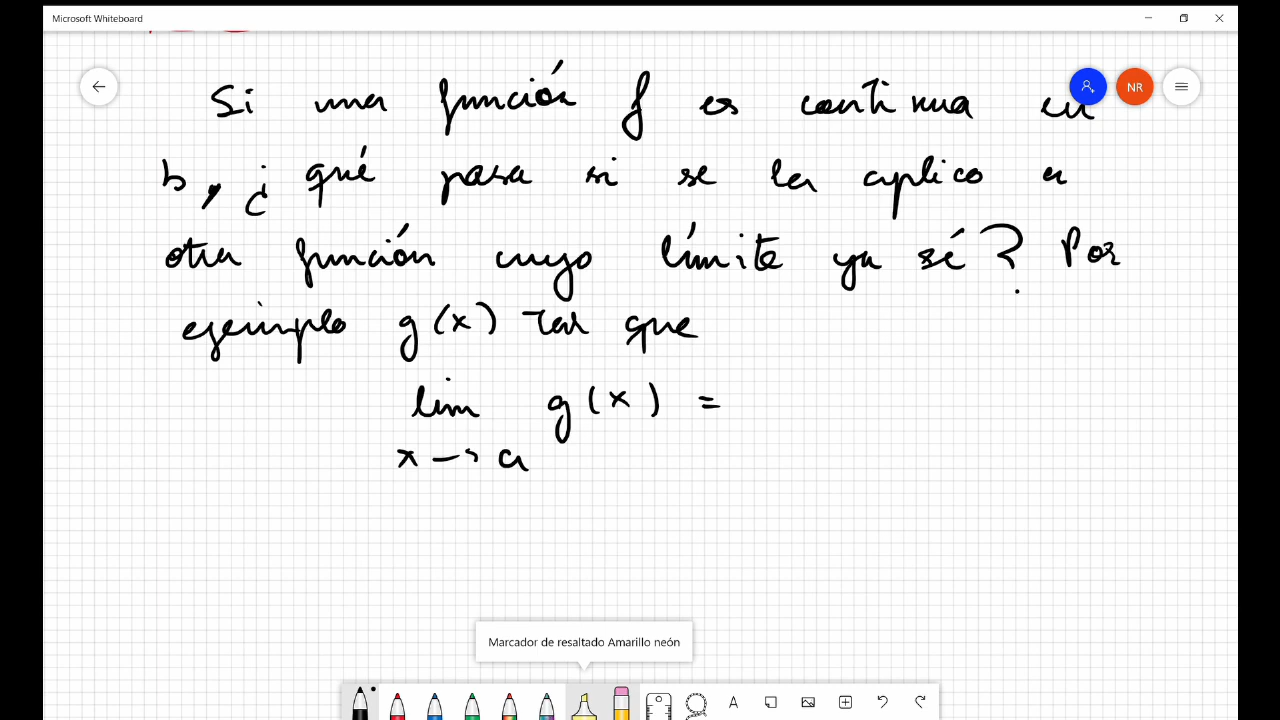 Microsoft Whiteboard
Si una función f es continua en
NR
b, ¿qué pasa si se la aplico a
otra función cuyo límite ya sé? Por
ejemplo g(x) tal que
lim g(x) =
x → a
Marcador de resaltado Amarillo neón
A